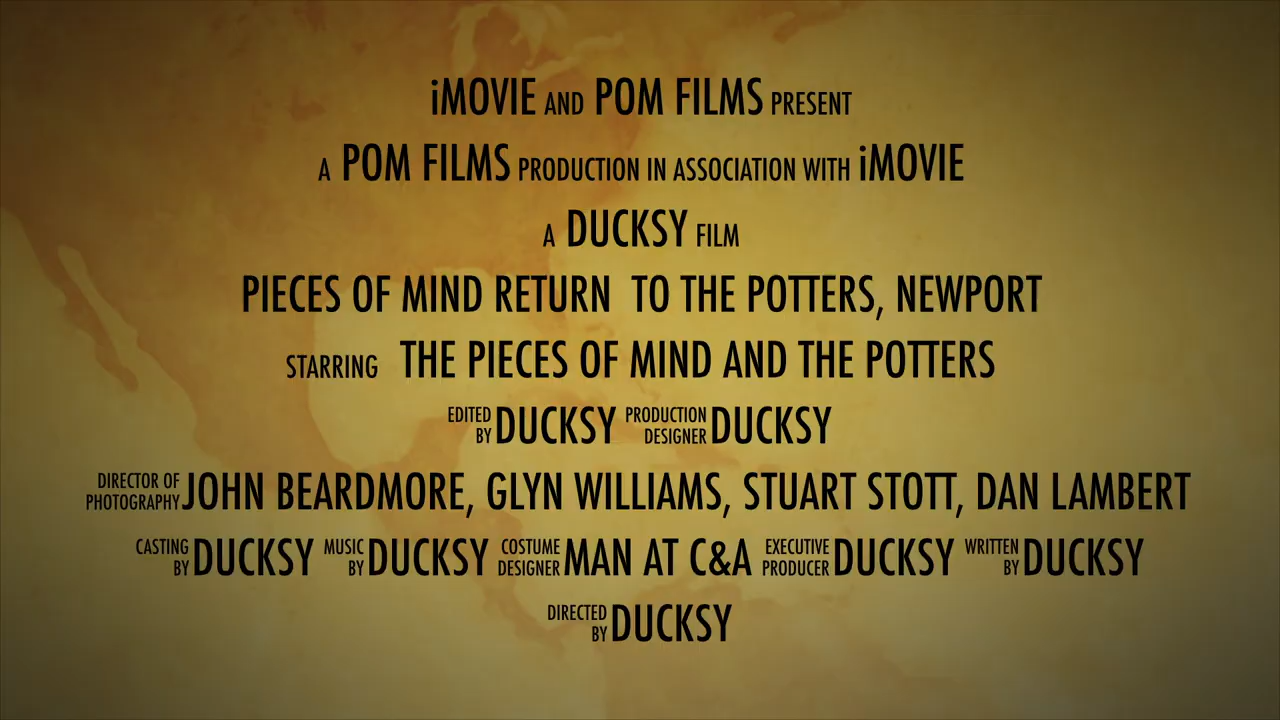 iMOVIE AND POM FILMS PRESENT
A POM FILMS PRODUCTION IN ASSOCIATION WITH iMOVIE
A DUCKSY FILM
PIECES OF MIND RETURN  TO THE POTTERS, NEWPORT
STARRING THE PIECES OF MIND AND THE POTTERS
EDITED BY DUCKSY PRODUCTION DESIGNER DUCKSY
DIRECTOR OF PHOTOGRAPHY JOHN BEARDMORE, GLYN WILLIAMS, STUART STOTT, DAN LAMBERT
CASTING BY DUCKSY MUSIC BY DUCKSY COSTUME DESIGNER MAN AT C&A EXECUTIVE PRODUCER DUCKSY WRITTEN BY DUCKSY
DIRECTED BY DUCKSY